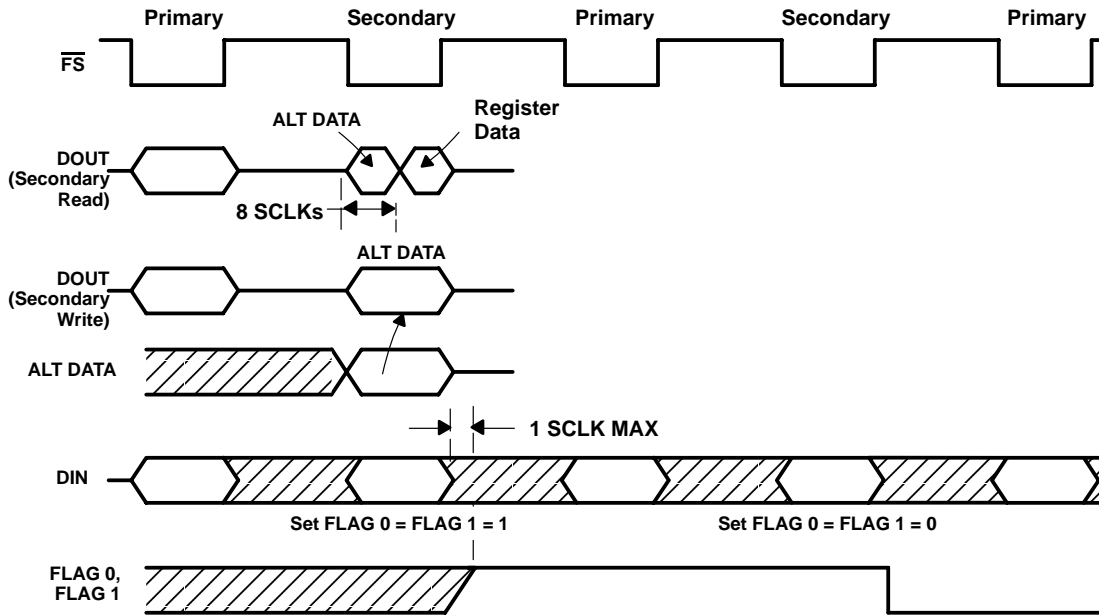 Primary Secondary Primary Secondary Primary
FS
ALT DATA
Register
Data
DOUT
(Secondary
Read)
8 SCLKs
ALT DATA
DOUT
(Secondary
Write)
ALT DATA
1 SCLK MAX
DIN
Set FLAG 0 = FLAG 1 = 1 Set FLAG 0 = FLAG 1 = 0
FLAG 0,
FLAG 1